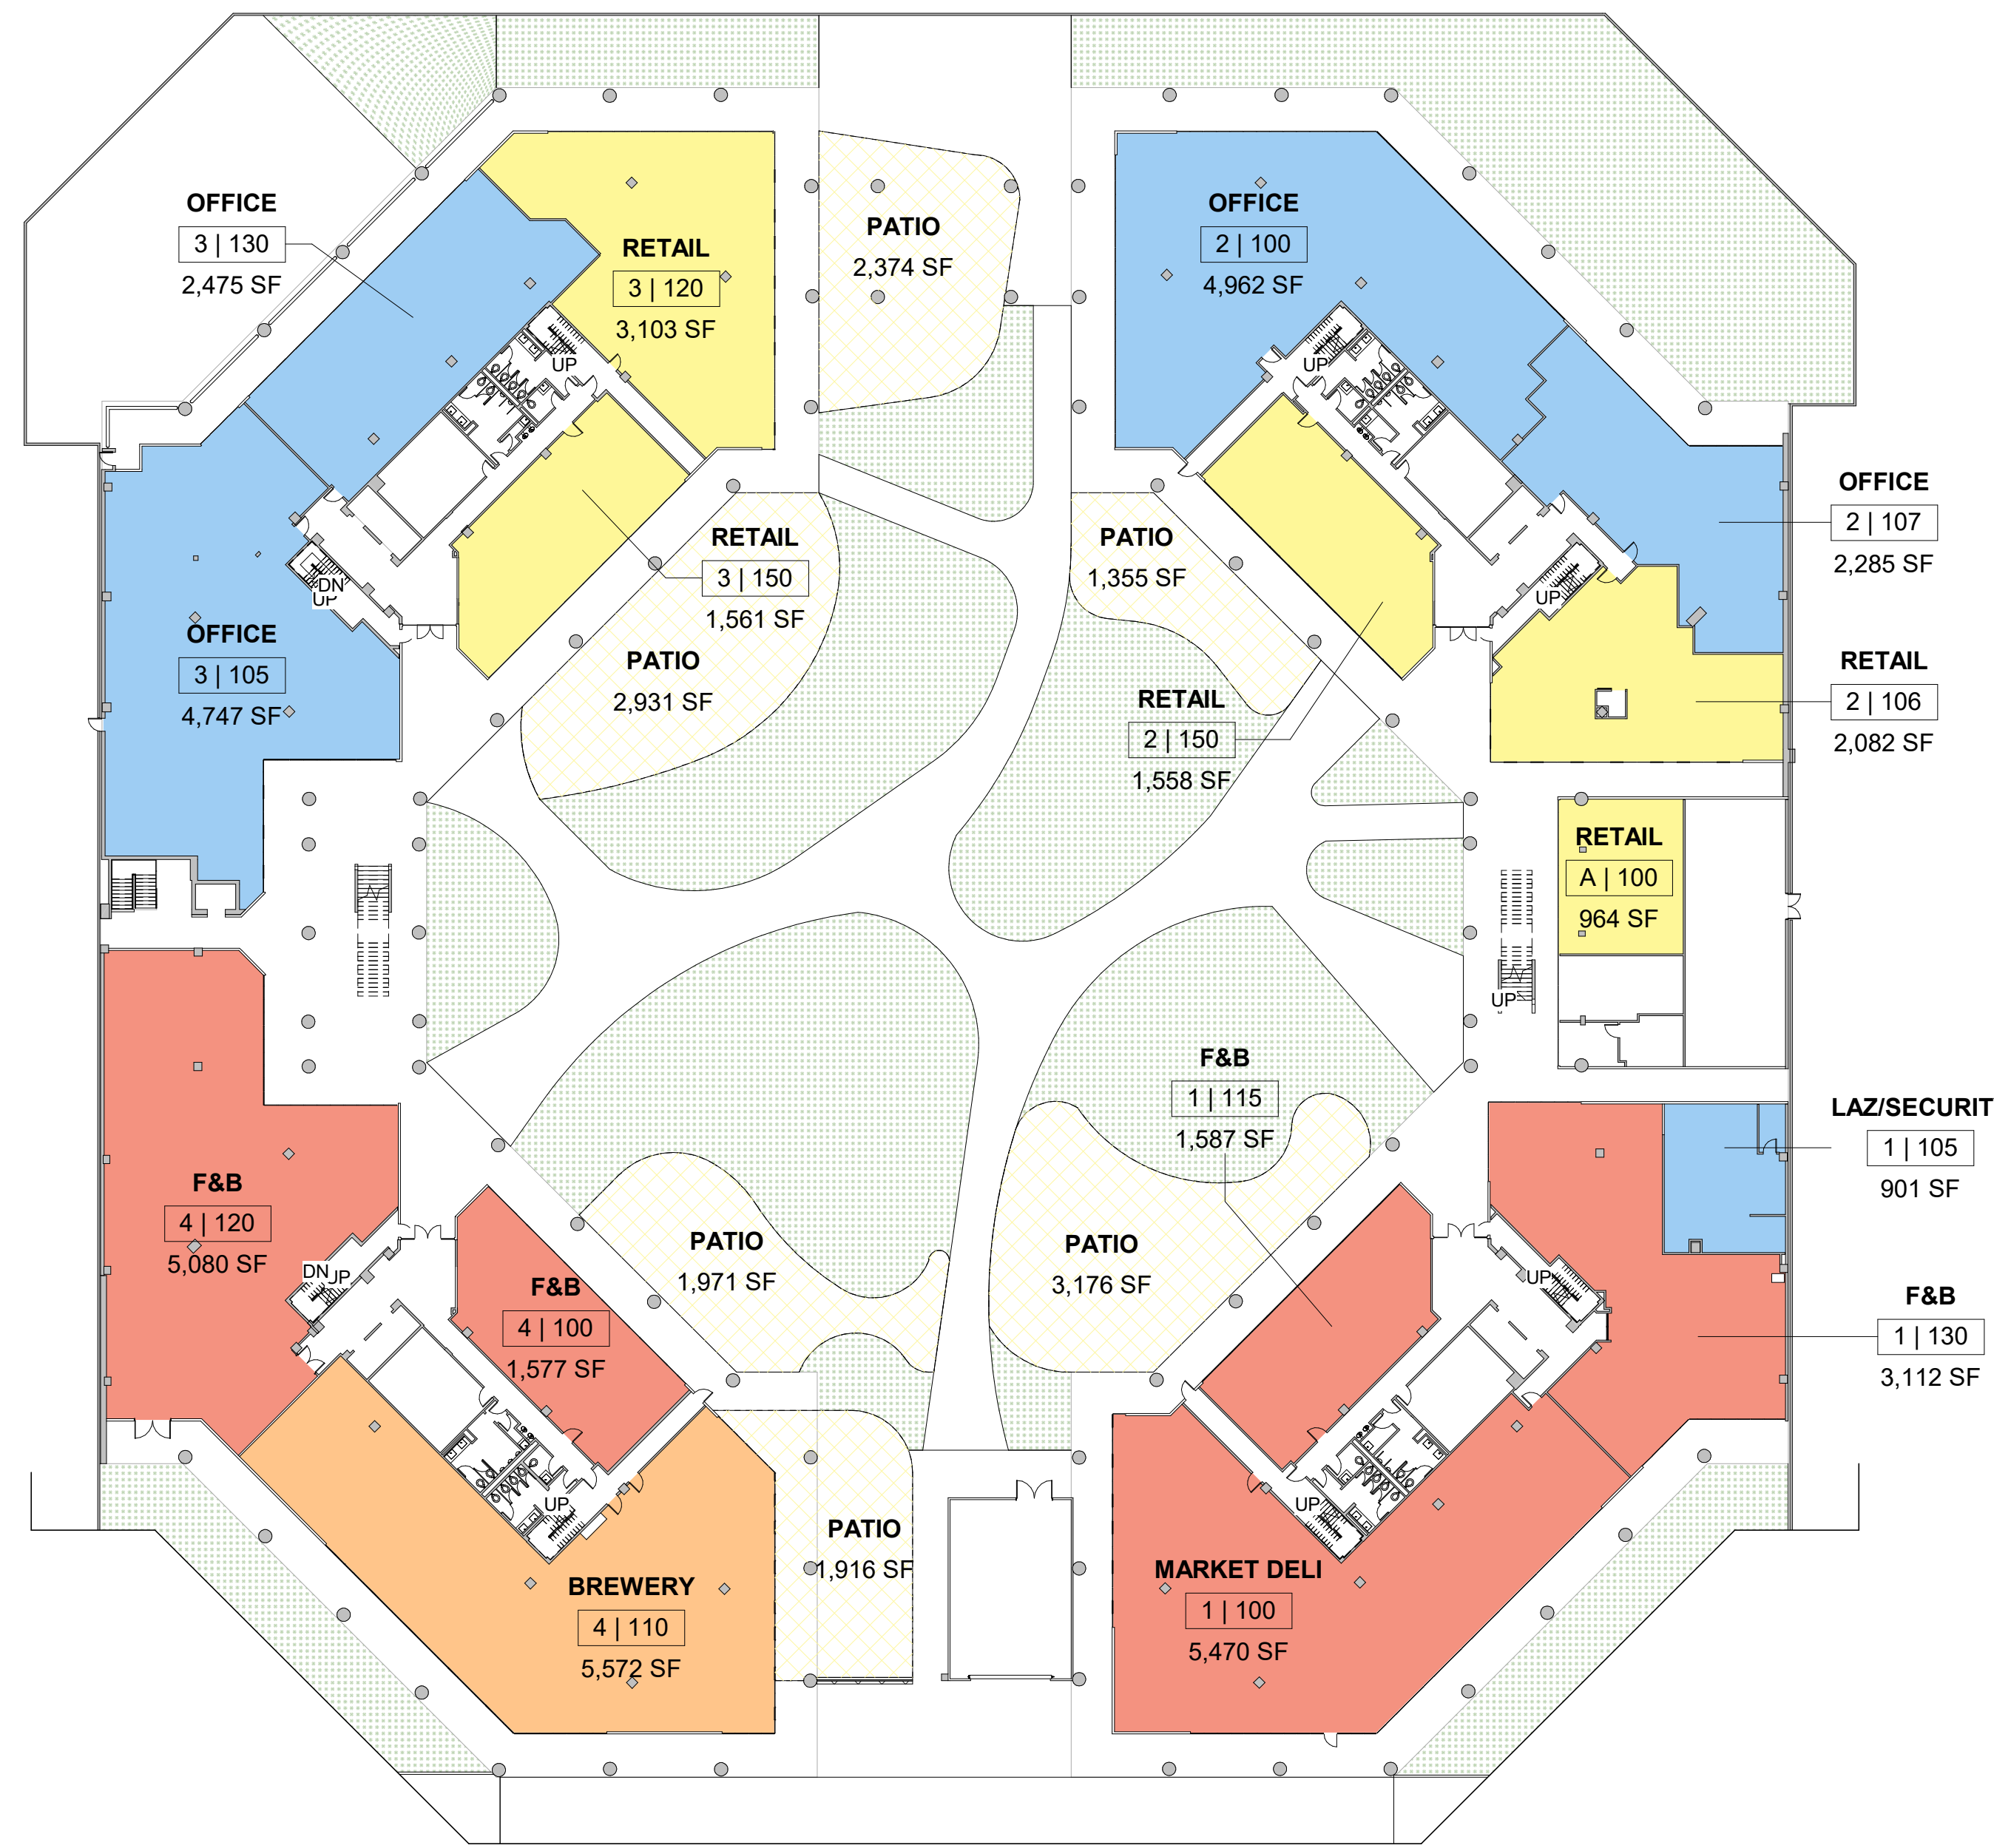 OFFICE
3 | 130
2,475 SF
RETAIL
3 | 120
3,103 SF
PATIO
2,374 SF
OFFICE
2 | 100
4,962 SF
UP
UP
OFFICE
2 | 107
2,285 SF
RETAIL
3 | 150
1,561 SF
PATIO
1,355 SF
DN
UP
UP
OFFICE
3 | 105
4,747 SF
PATIO
2,931 SF
RETAIL
2 | 150
1,558 SF
RETAIL
2 | 106
2,082 SF
RETAIL
A | 100
964 SF
UP
F&B
1 | 115
1,587 SF
LAZ/SECURIT
1 | 105
901 SF
F&B
4 | 120
5,080 SF
DN
UP
F&B
4 | 100
1,577 SF
PATIO
1,971 SF
PATIO
3,176 SF
UP
F&B
1 | 130
3,112 SF
UP
UP
PATIO
1,916 SF
BREWERY
4 | 110
5,572 SF
MARKET DELI
1 | 100
5,470 SF